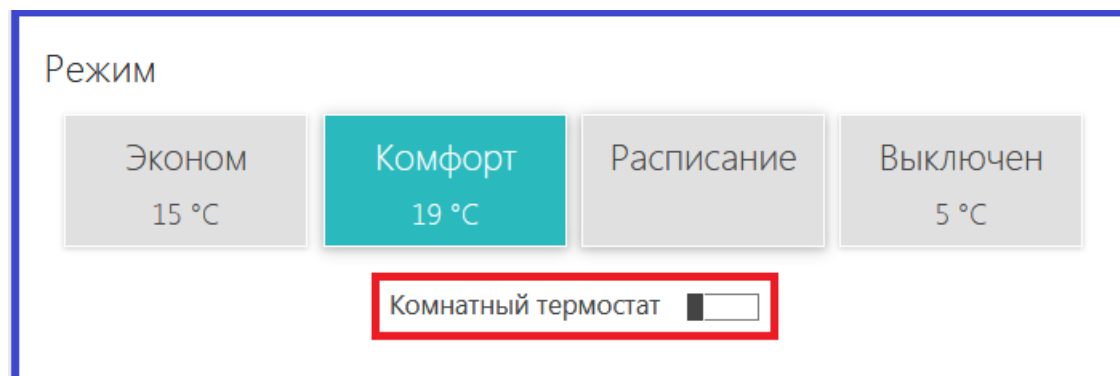 Режим
Эконом Комфорт Расписание Выключен
15 °C 19 °C 5 °C
Комнатный термостат